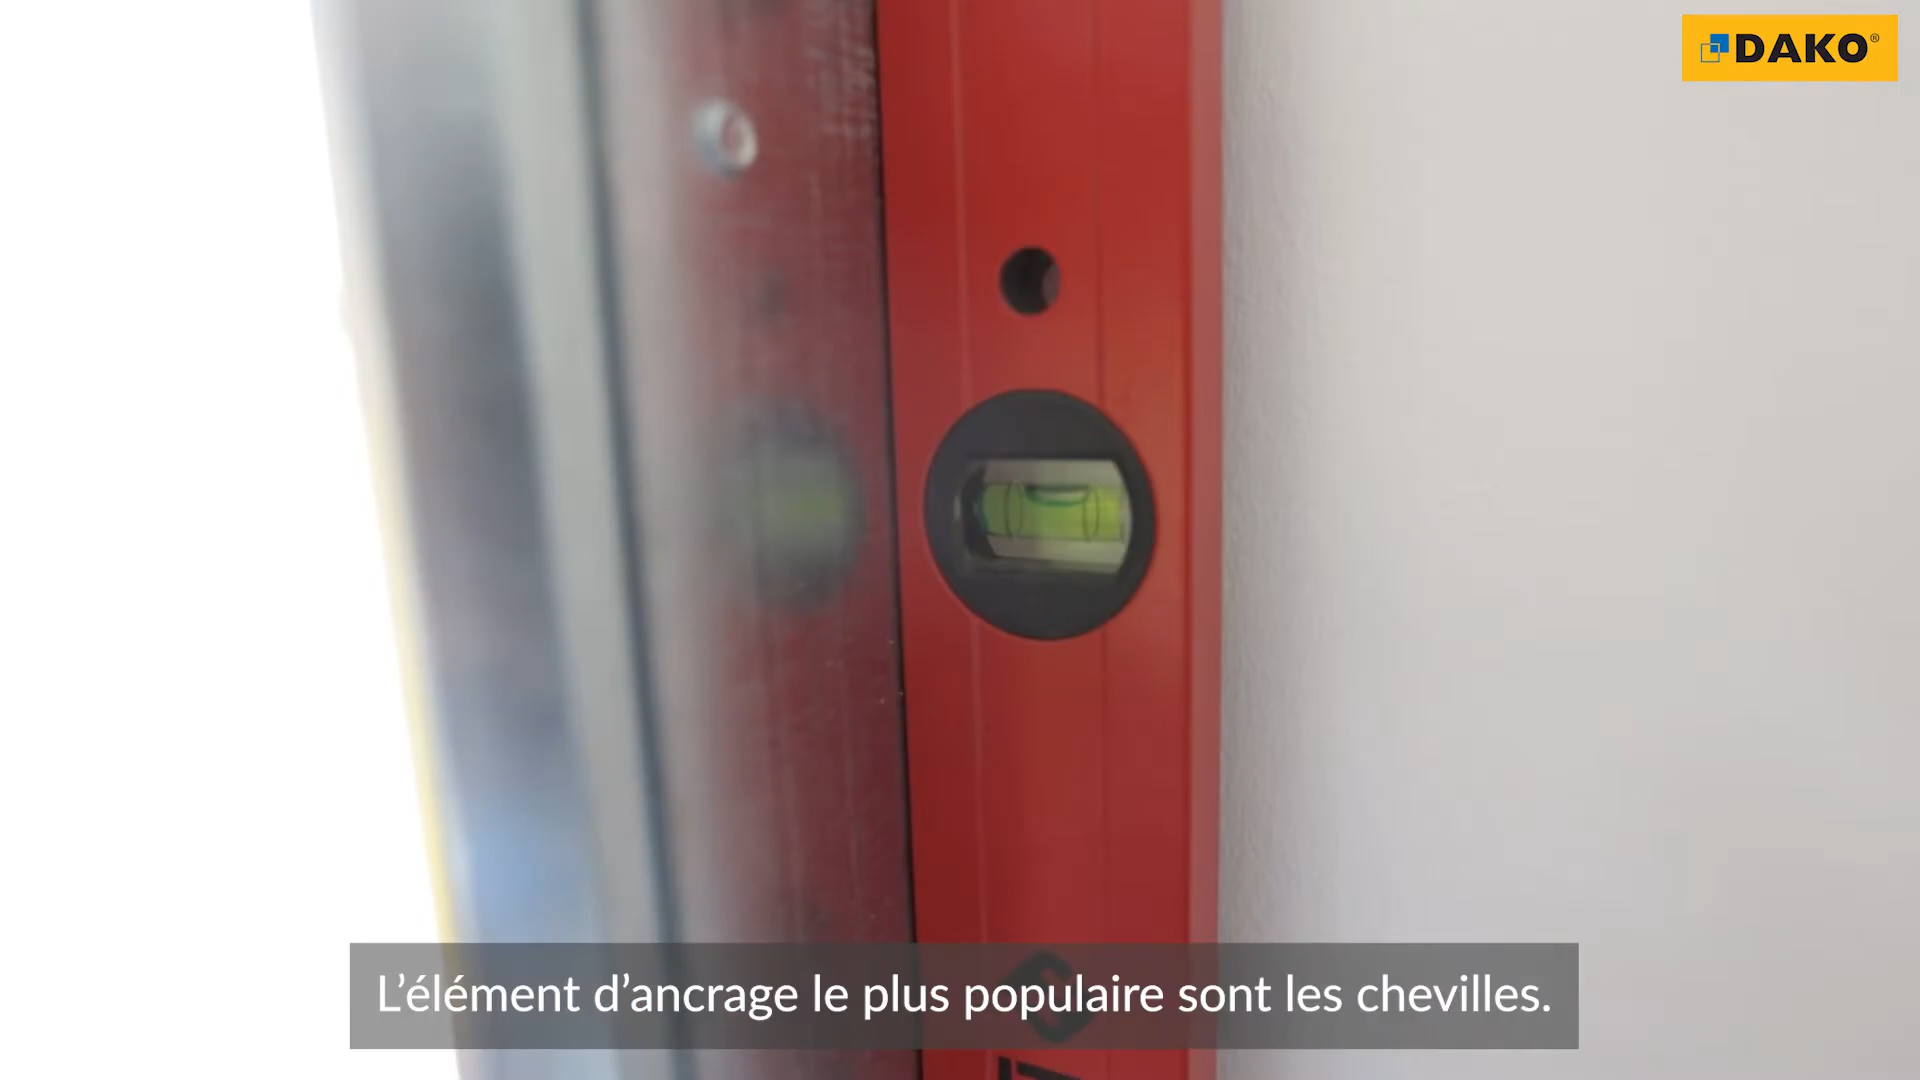 DAKO®
L’élément d’ancrage le plus populaire sont les chevilles.